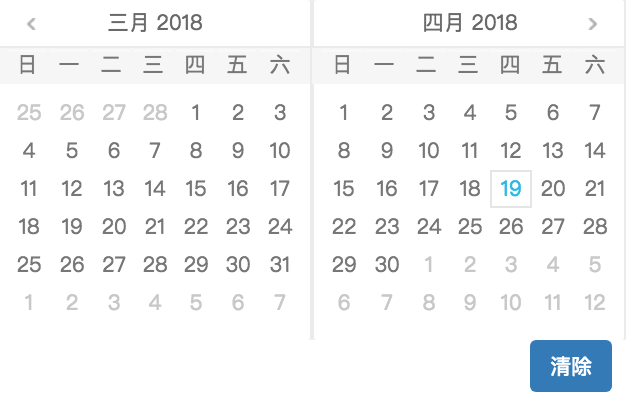 ‹ 三月 2018
日 一 二 三 四 五 六
25 26 27 28 1 2 3
4 5 6 7 8 9 10
11 12 13 14 15 16 17
18 19 20 21 22 23 24
25 26 27 28 29 30 31
1 2 3 4 5 6 7
四月 2018 ›
日 一 二 三 四 五 六
1 2 3 4 5 6 7
8 9 10 11 12 13 14
15 16 17 18 19 20 21
22 23 24 25 26 27 28
29 30 1 2 3 4 5
6 7 8 9 10 11 12
清除